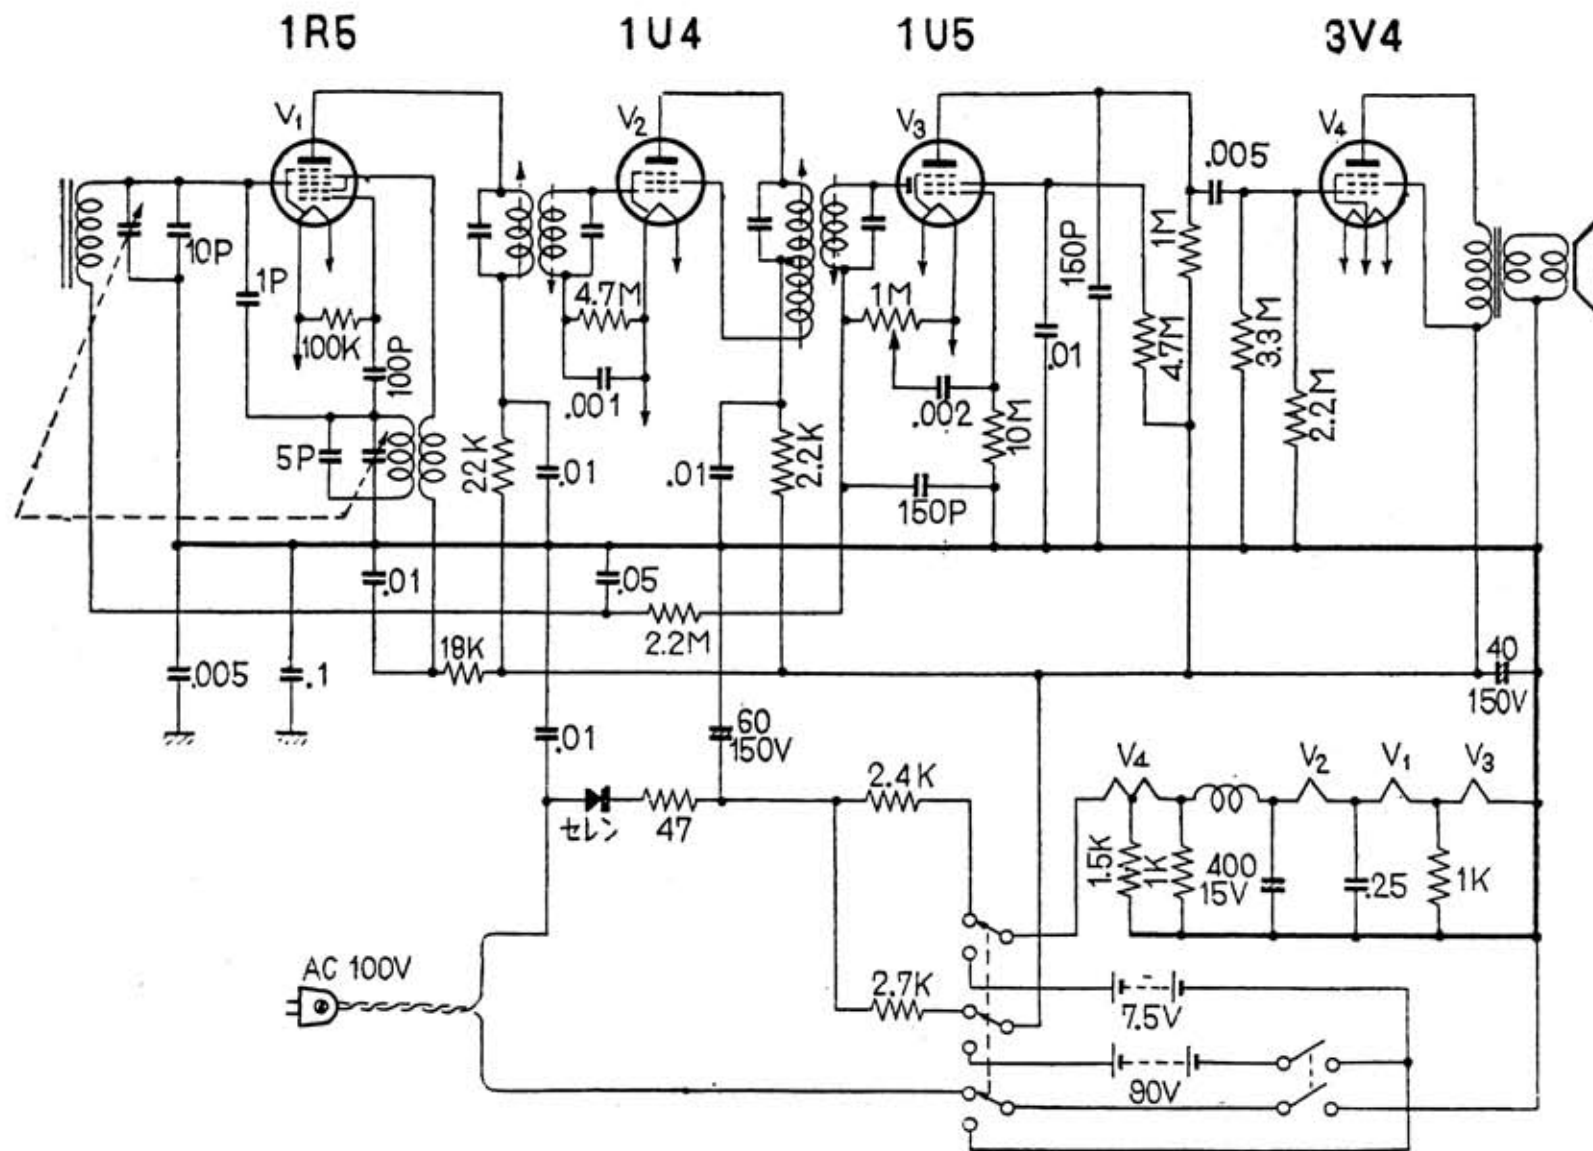 1R5 1U4 1U5 3V4
V1
V2
V3
V4
10P
1P
100K
100P
5P
4.7M
.001
22K
.01
.01
2.2K
1M
.002
10M
150P
.01
150P
4.7M
1M
.005
3.3M
2.2M
.01
.05
2.2M
18K
.005
.1
.01
60
150V
40
150V
セレン
47
2.4K
2.7K
V4
V2
V1
V3
1.5K
1K
400
15V
.25
1K
AC 100V
7.5V
90V